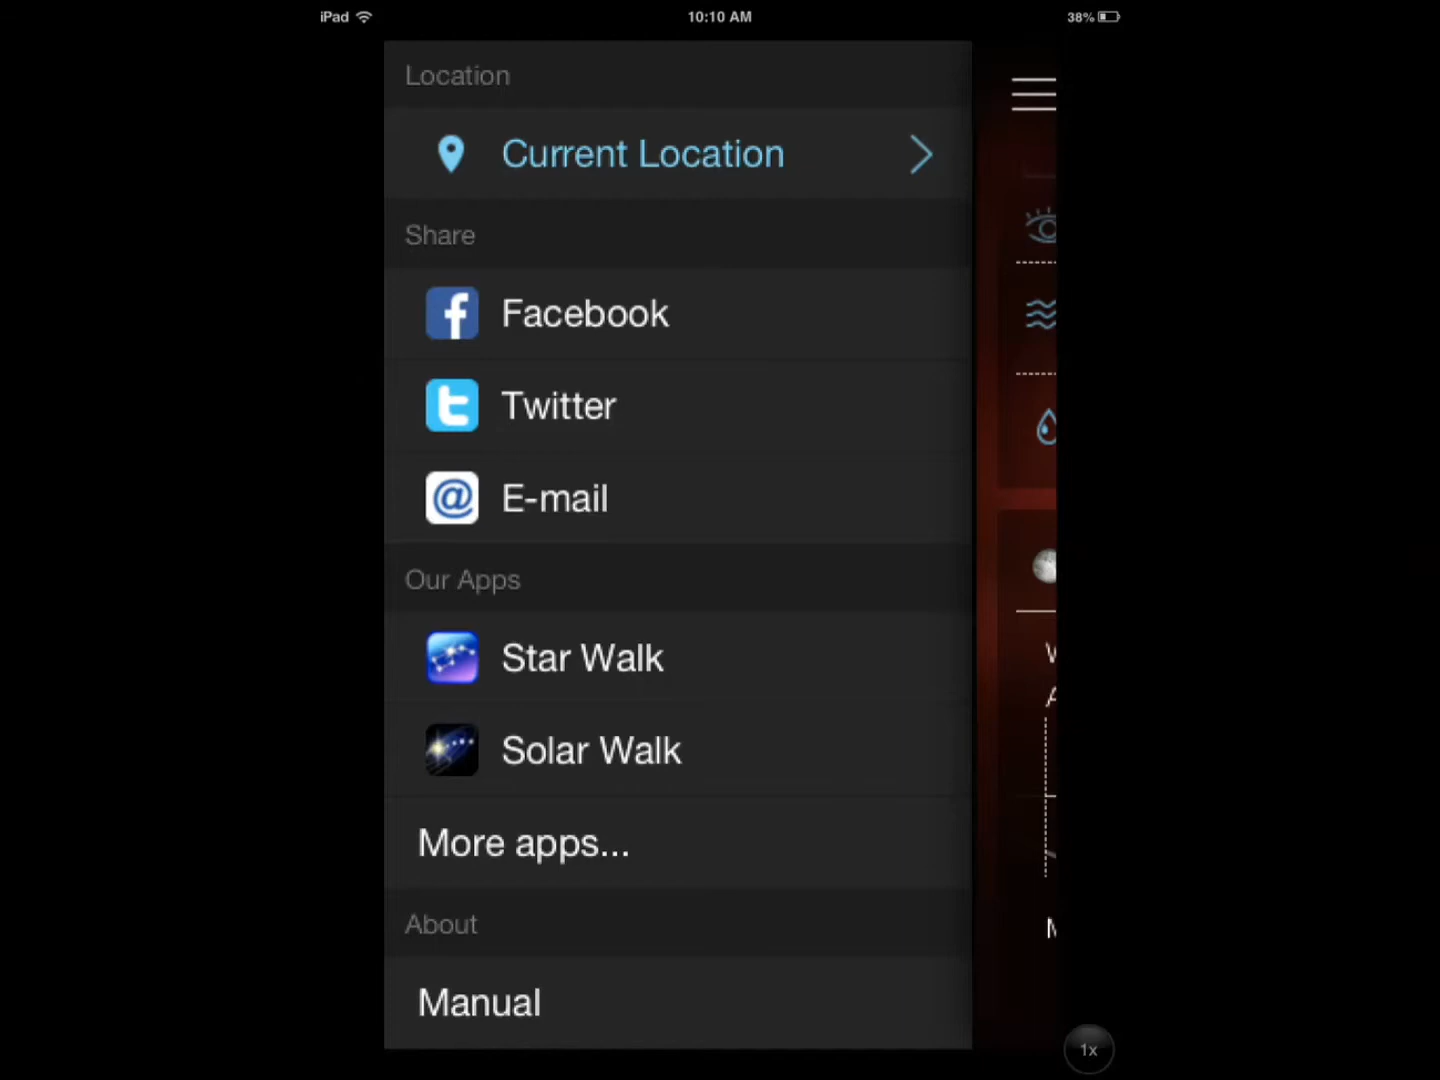 iPad 10:10 AM 38%
Location
Current Location
Share
Facebook
Twitter
E-mail
Our Apps
Star Walk
Solar Walk
More apps...
About
Manual
1x